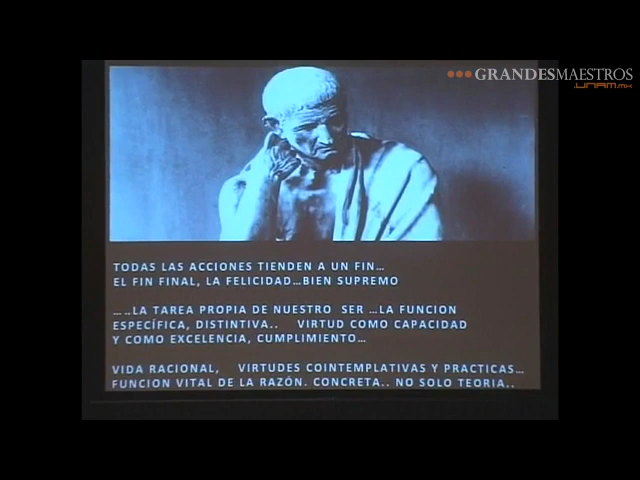 GRANDESMAESTROS
.UNAM.MX
TODAS LAS ACCIONES TIENDEN A UN FIN...
EL FIN FINAL, LA FELICIDAD...BIEN SUPREMO
... ..LA TAREA PROPIA DE NUESTRO SER ...LA FUNCION
ESPECÍFICA, DISTINTIVA.. VIRTUD COMO CAPACIDAD
Y COMO EXCELENCIA, CUMPLIMIENTO...
VIDA RACIONAL, VIRTUDES COINTEMPLATIVAS Y PRACTICAS...
FUNCION VITAL DE LA RAZÓN. CONCRETA.. NO SOLO TEORIA..